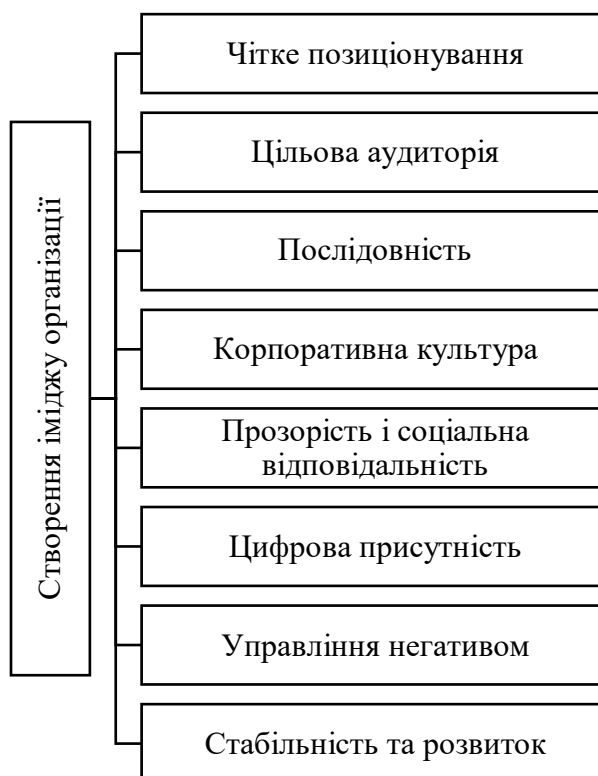 Створення іміджу організації
Чітке позиціонування
Цільова аудиторія
Послідовність
Корпоративна культура
Прозорість і соціальна
відповідальність
Цифрова присутність
Управління негативом
Стабільність та розвиток